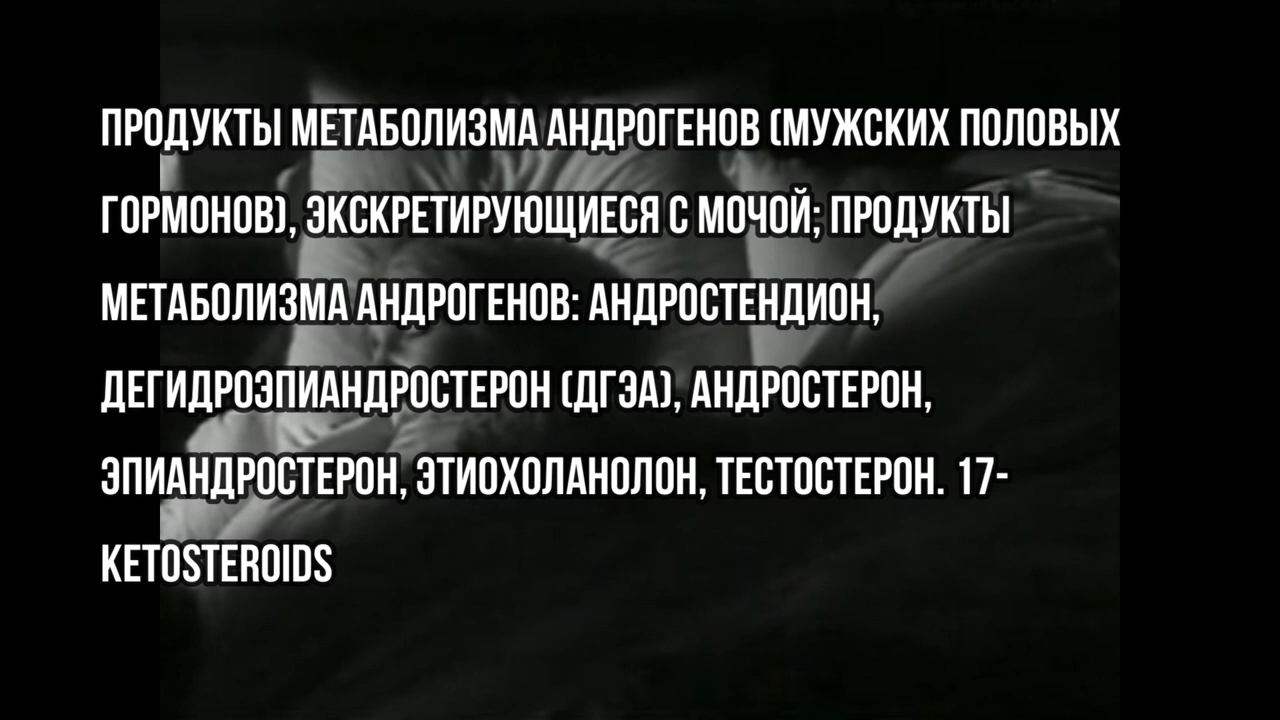 ПРОДУКТЫ МЕТАБОЛИЗМА АНДРОГЕНОВ (МУЖСКИХ ПОЛОВЫХ
ГОРМОНОВ), ЭКСКРЕТИРУЮЩИЕСЯ С МОЧОЙ; ПРОДУКТЫ
МЕТАБОЛИЗМА АНДРОГЕНОВ: АНДРОСТЕНДИОН,
ДЕГИДРОЭПИАНДРОСТЕРОН (ДГЭА), АНДРОСТЕРОН,
ЭПИАНДРОСТЕРОН, ЭТИОХОЛАНОЛОН, ТЕСТОСТЕРОН. 17-
KETOSTEROIDS